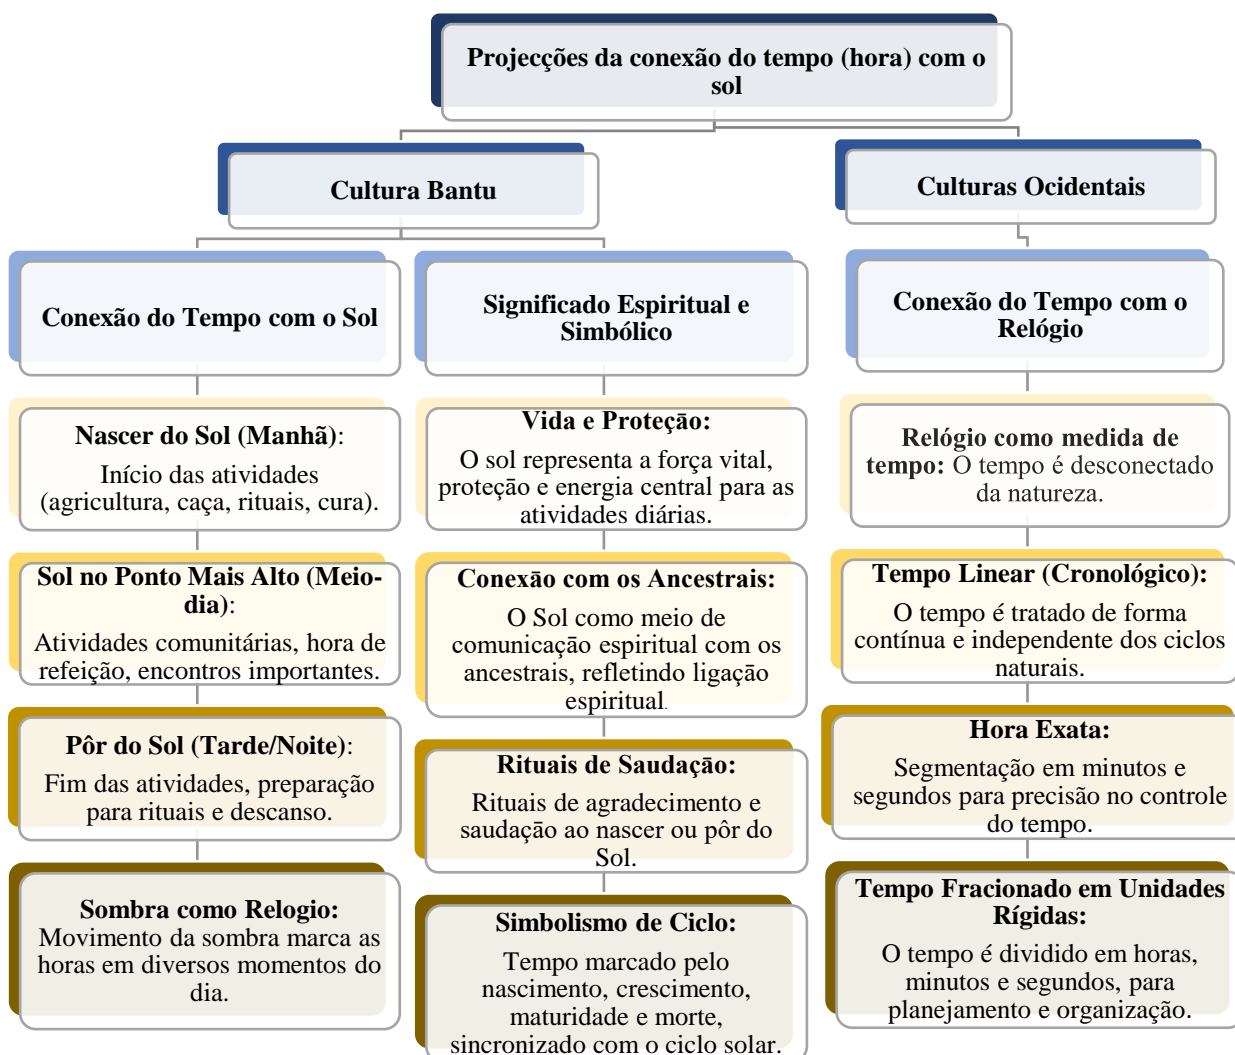 Projecções da conexão do tempo (hora) com o
sol
Cultura Bantu
Culturas Ocidentais
Conexão do Tempo com o Sol
Significado Espiritual e
Simbólico
Conexão do Tempo com o
Relógio
Nascer do Sol (Manhã):
Início das atividades
(agricultura, caça, rituais, cura).
Sol no Ponto Mais Alto (Meio-
dia):
Atividades comunitárias, hora de
refeição, encontros importantes.
Pôr do Sol (Tarde/Noite):
Fim das atividades, preparação
para rituais e descanso.
Sombra como Relogio:
Movimento da sombra marca as
horas em diversos momentos do
dia.
Vida e Proteção:
O sol representa a força vital,
proteção e energia central para as
atividades diárias.
Conexão com os Ancestrais:
O Sol como meio de
comunicação espiritual com os
ancestrais, refletindo ligação
espiritual.
Rituais de Saudação:
Rituais de agradecimento e
saudação ao nascer ou pôr do
Sol.
Simbolismo de Ciclo:
Tempo marcado pelo
nascimento, crescimento,
maturidade e morte,
sincronizado com o ciclo solar.
Relógio como medida de
tempo: O tempo é desconectado
da natureza.
Tempo Linear (Cronológico):
O tempo é tratado de forma
contínua e independente dos ciclos
naturais.
Hora Exata:
Segmentação em minutos e
segundos para precisão no controle
do tempo.
Tempo Fracionado em Unidades
Rígidas:
O tempo é dividido em horas,
minutos e segundos, para
planejamento e organização.